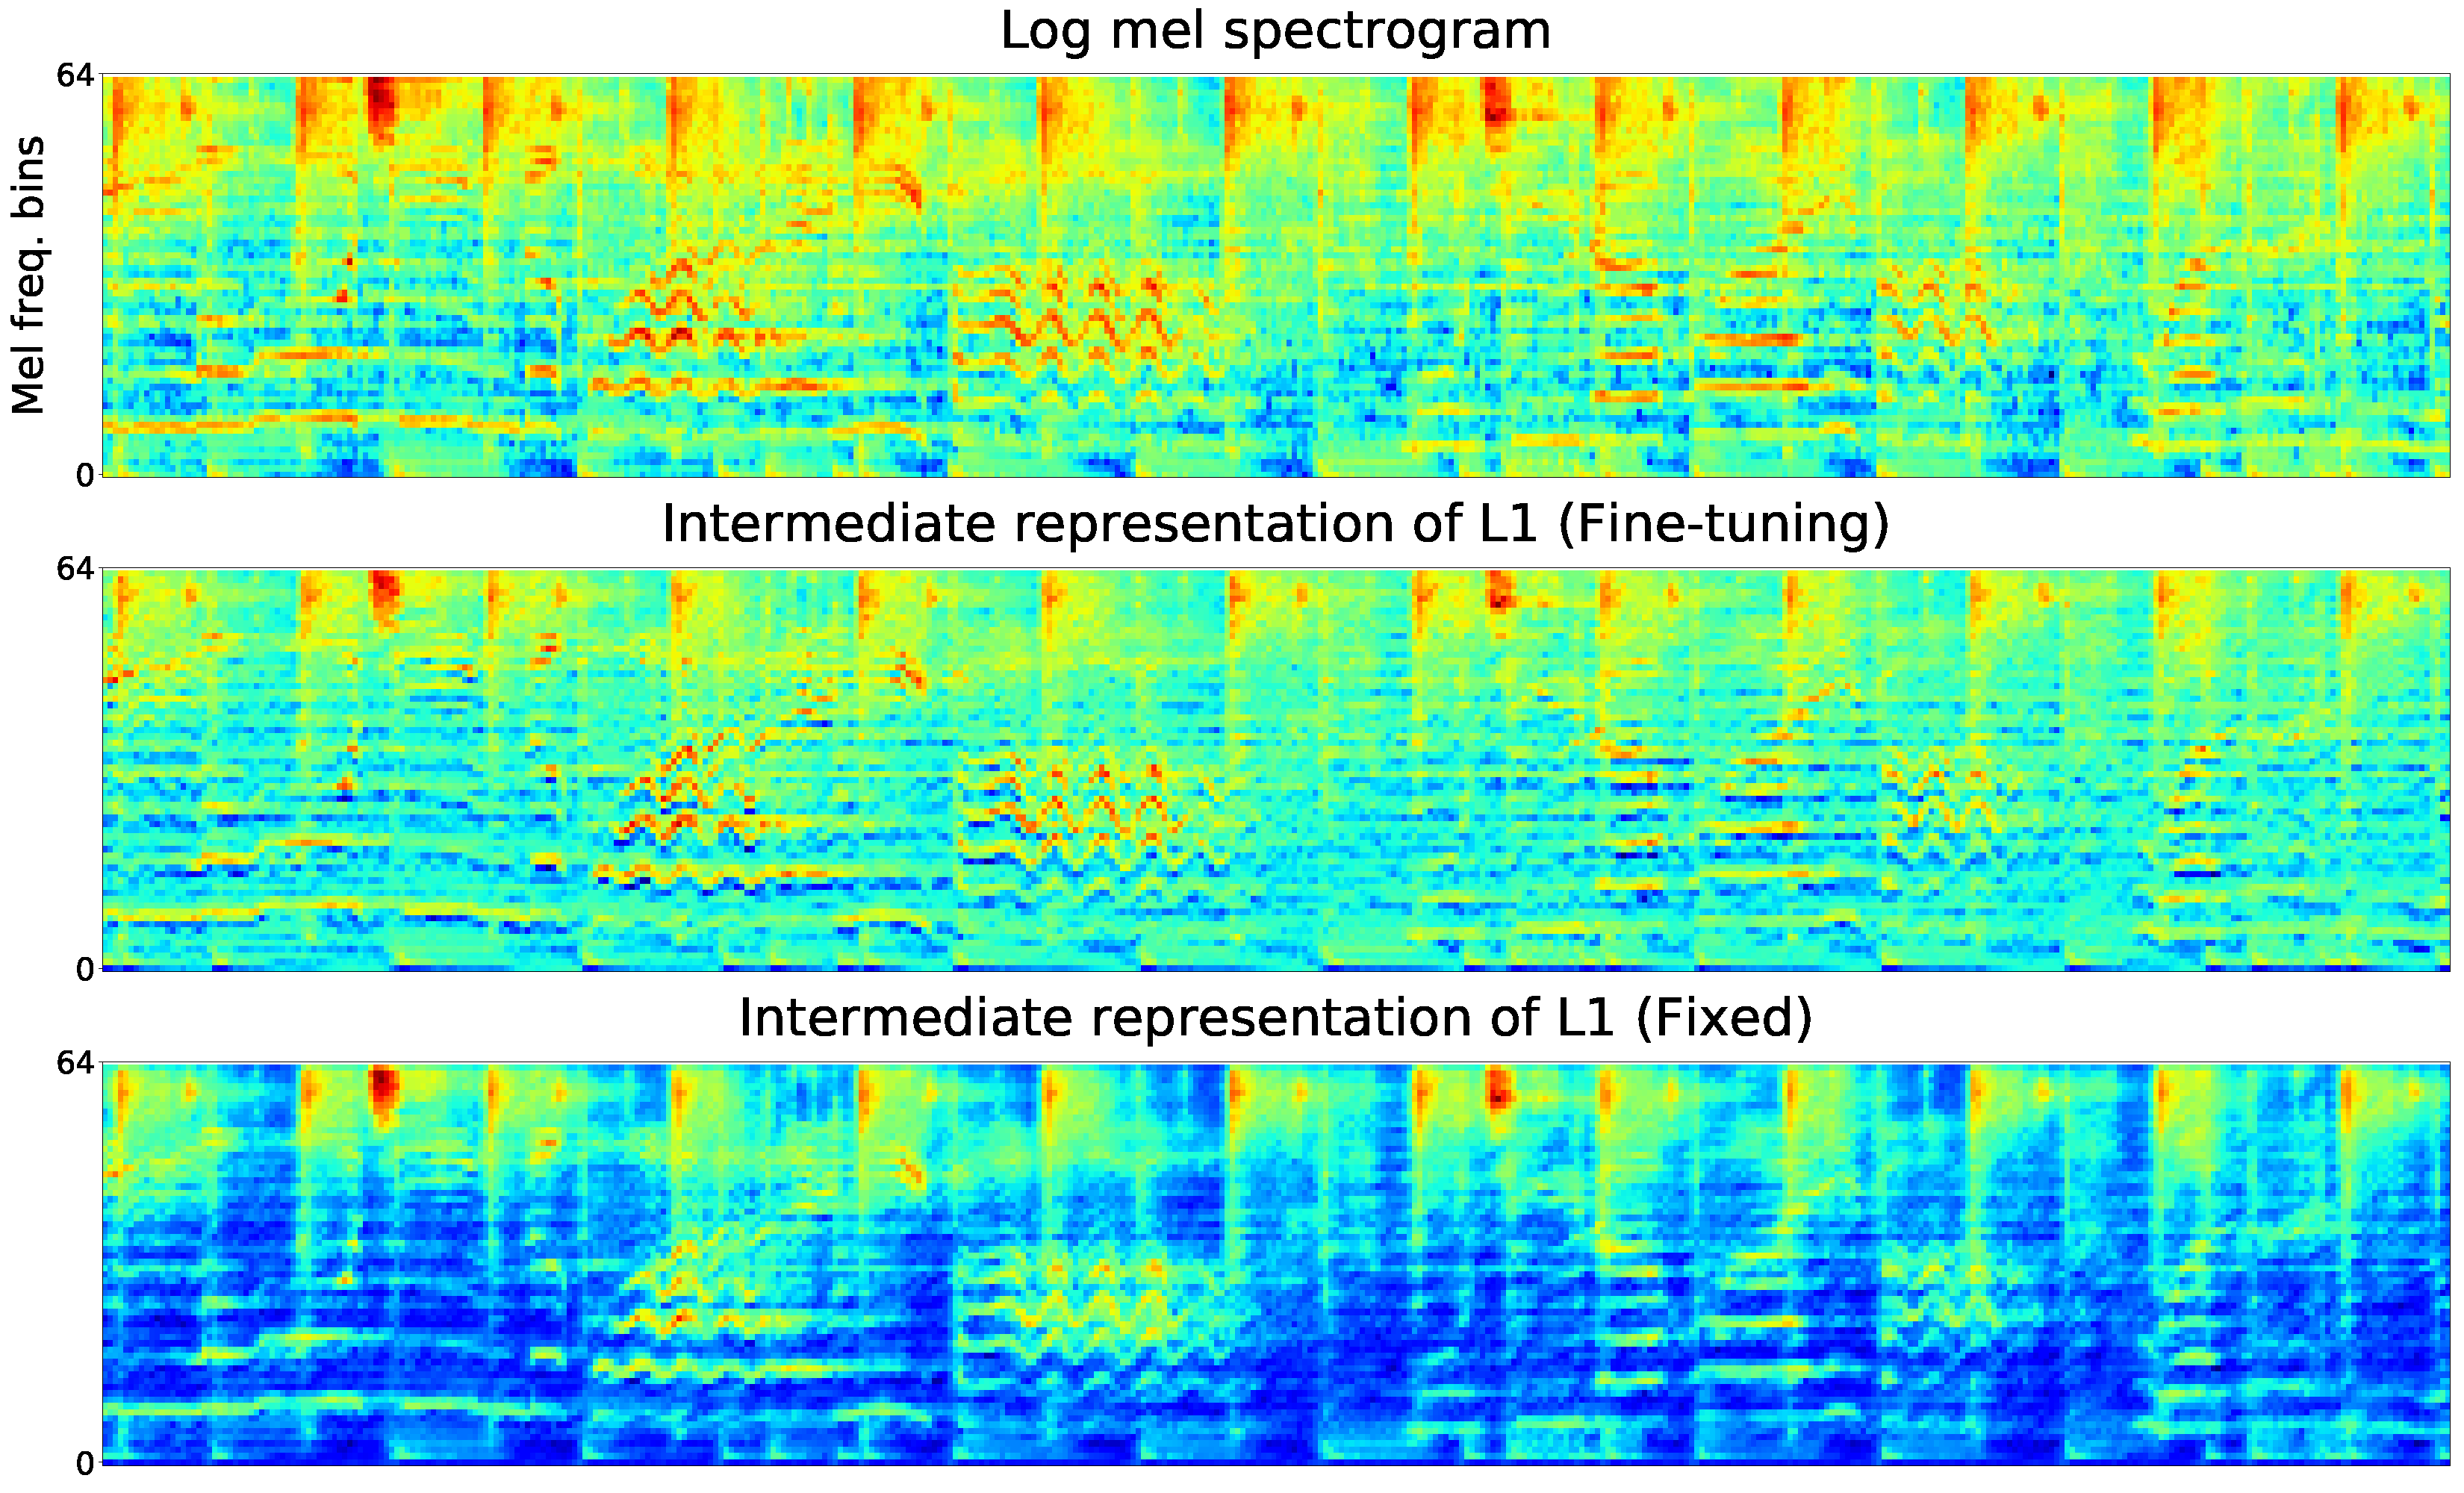 Log mel spectrogram
64
Mel freq. bins
0
Intermediate representation of L1 (Fine-tuning)
64
0
Intermediate representation of L1 (Fixed)
64
0